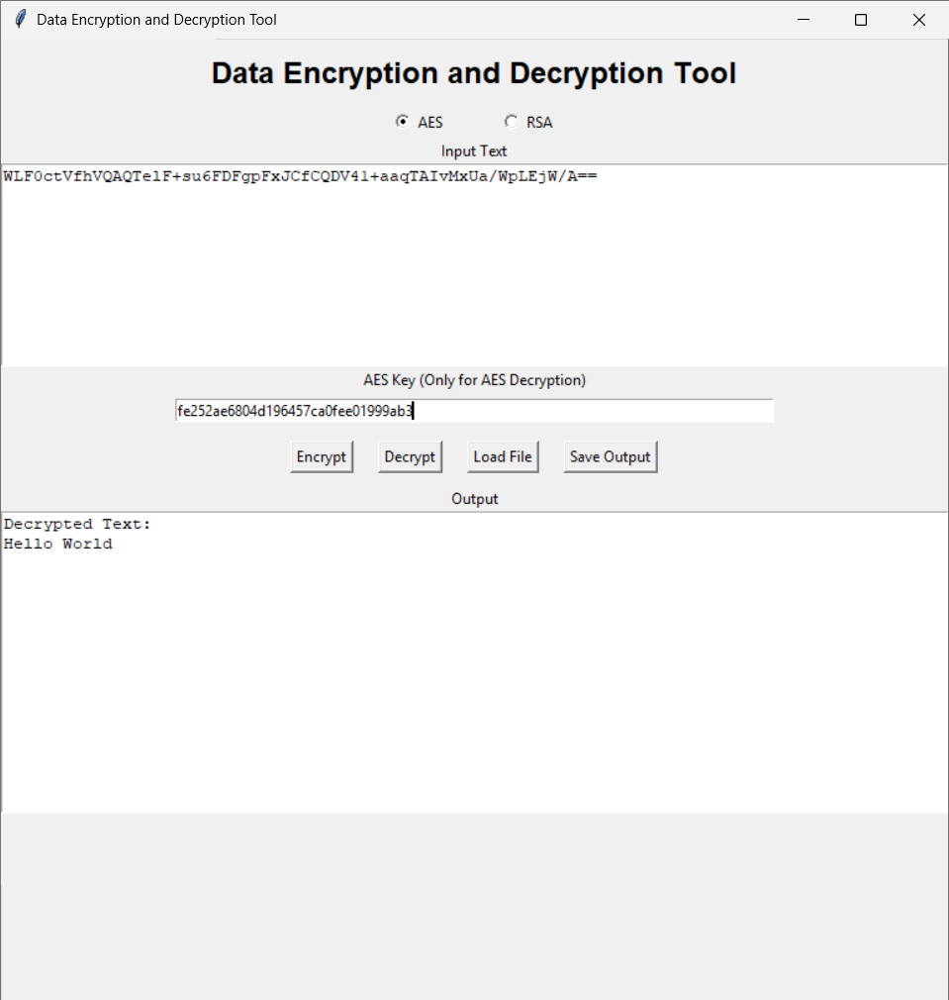 Data Encryption and Decryption Tool
Data Encryption and Decryption Tool
AES RSA
Input Text
WLF0ctVfhVQAQTelF+su6FDFgpFxJCfCQDV41+aaqTAIvMxUa/WpLEjW/A==
AES Key (Only for AES Decryption)
fe252ae6804d196457ca0fee01999ab3
Encrypt Decrypt Load File Save Output
Output
Decrypted Text:
Hello World